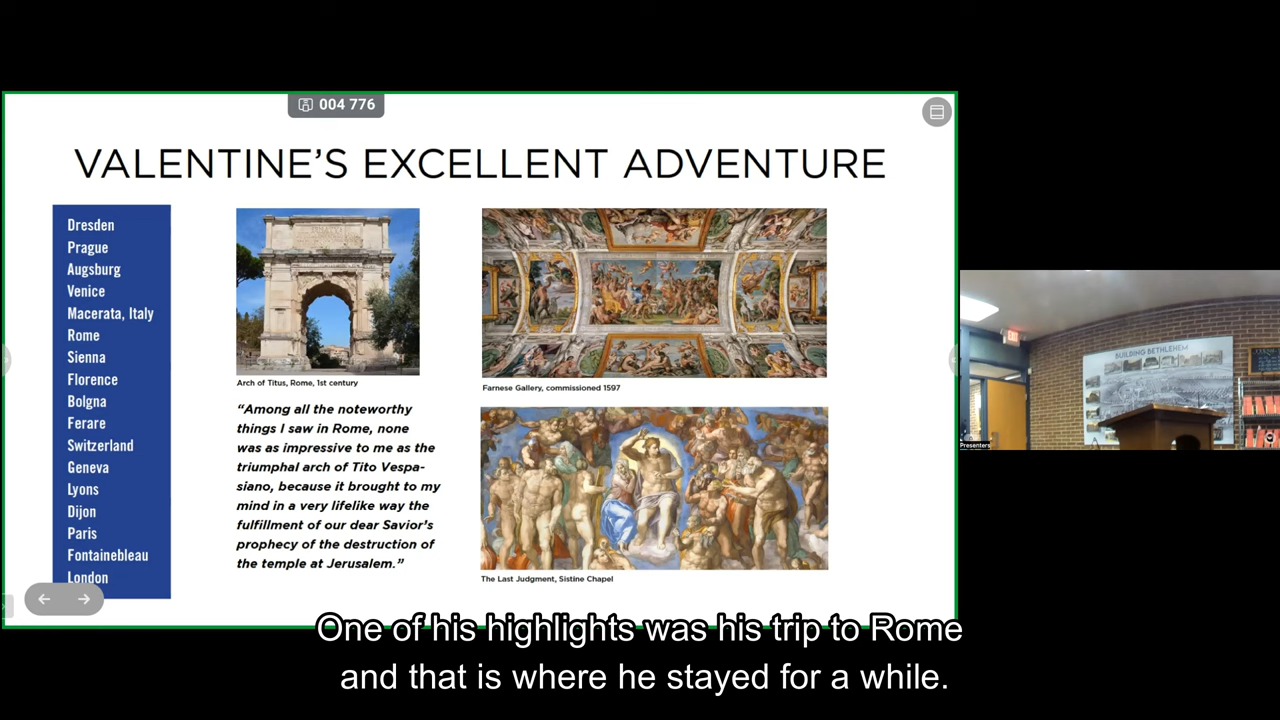 004 776
VALENTINE'S EXCELLENT ADVENTURE
Dresden
Prague
Augsburg
Venice
Macerata, Italy
Rome
Sienna
Florence
Bolgna
Ferare
Switzerland
Geneva
Lyons
Dijon
Paris
Fontainebleau
London
Arch of Titus, Rome, 1st century
“Among all the noteworthy
things I saw in Rome, none
was as impressive to me as the
triumphal arch of Tito Vespa-
siano, because it brought to my
mind in a very lifelike way the
fulfillment of our dear Savior’s
prophecy of the destruction of
the temple at Jerusalem.”
Farnese Gallery, commissioned 1597
The Last Judgment, Sistine Chapel
EXIT
BUILDING BETHLEHEM
Presenters
One of his highlights was his trip to Rome
and that is where he stayed for a while.